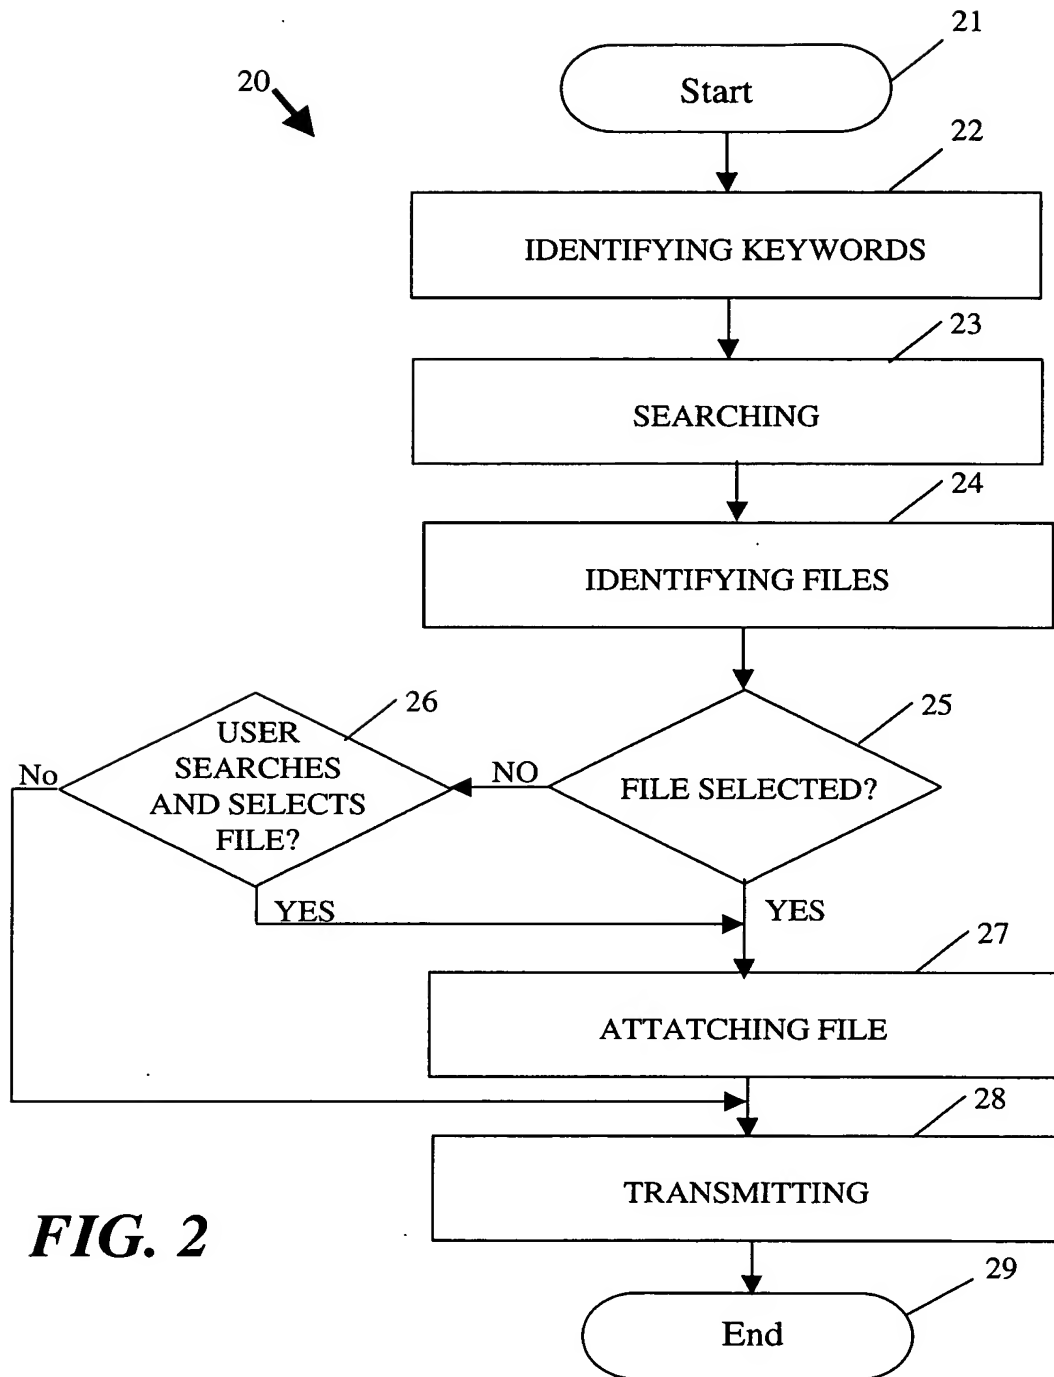 21
20
Start
22
IDENTIFYING KEYWORDS
23
SEARCHING
24
IDENTIFYING FILES
26
25
USER
SEARCHES
AND SELECTS
FILE?
No
NO
FILE SELECTED?
YES
YES
27
ATTATCHING FILE
28
TRANSMITTING
FIG. 2
29
End